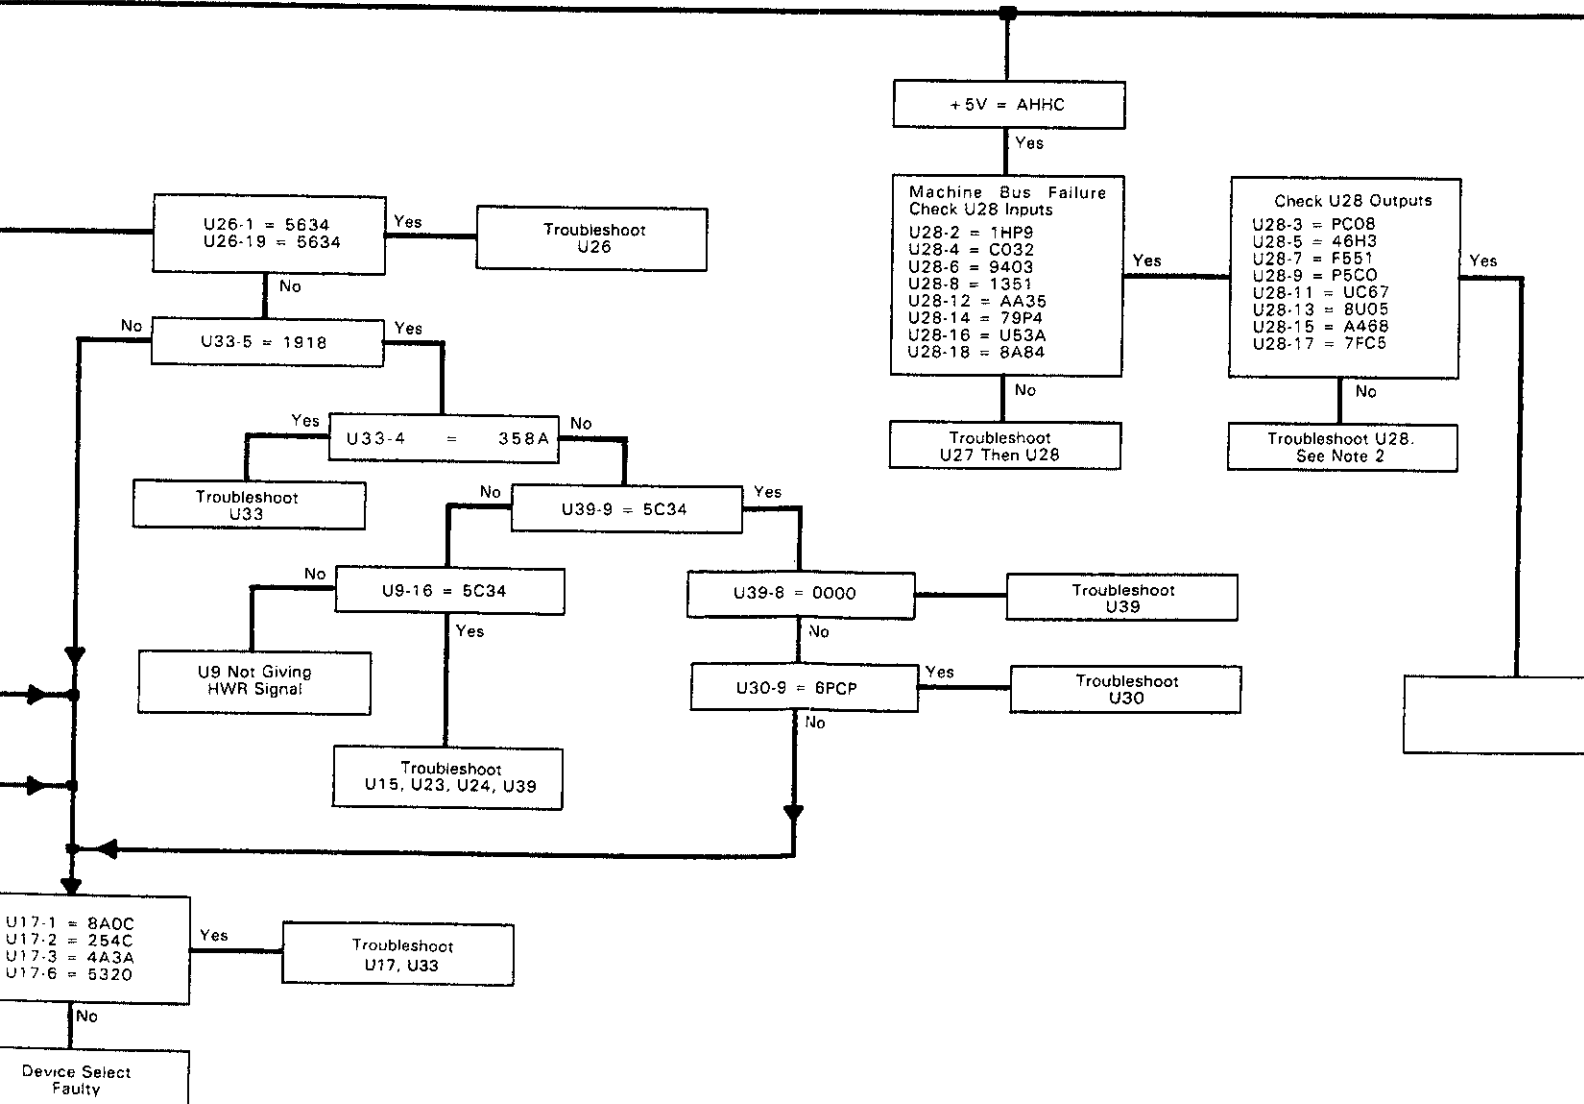 +5V = AHHC
Yes
Machine Bus Failure
Check U28 Inputs
U28-2 = 1HP9
U28-4 = C032
U28-6 = 9403
U28-8 = 1351
U28-12 = AA35
U28-14 = 79P4
U28-16 = U53A
U28-18 = 8A84
Yes
No
Troubleshoot
U27 Then U28
Check U28 Outputs
U28-3 = PC08
U28-5 = 46H3
U28-7 = F551
U28-9 = P5C0
U28-11 = UC67
U28-13 = 8U05
U28-15 = A468
U28-17 = 7FC5
Yes
No
Troubleshoot U28.
See Note 2
U26-1 = 5634
U26-19 = 5634
Yes
Troubleshoot
U26
No
No
U33-5 = 1918
Yes
Yes
U33-4 = 358A
No
Troubleshoot
U33
No
U39-9 = 5C34
Yes
No
U9-16 = 5C34
Yes
U39-8 = 0000
Troubleshoot
U39
No
U9 Not Giving
HWR Signal
U30-9 = 6PCP
Yes
Troubleshoot
U30
No
Troubleshoot
U15, U23, U24, U39
U17-1 = 8A0C
U17-2 = 254C
U17-3 = 4A3A
U17-6 = 5320
Yes
Troubleshoot
U17, U33
No
Device Select
Faulty